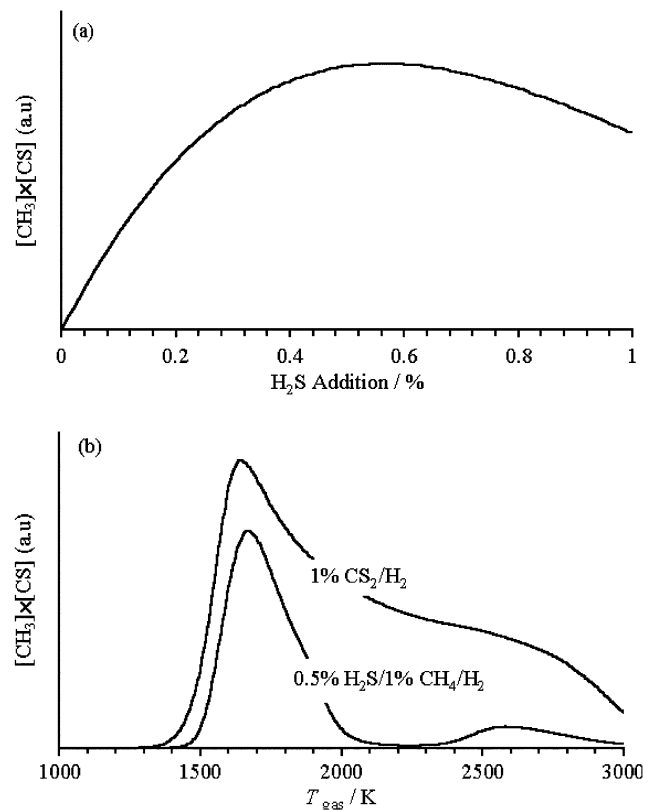 (a)
[CH₃]×[CS] (a.u)
0 0.2 0.4 0.6 0.8 1
H₂S Addition / %
(b)
[CH₃]×[CS] (a.u)
1% CS₂/H₂
0.5% H₂S/1% CH₄/H₂
1000 1500 2000 2500 3000
T gas / K